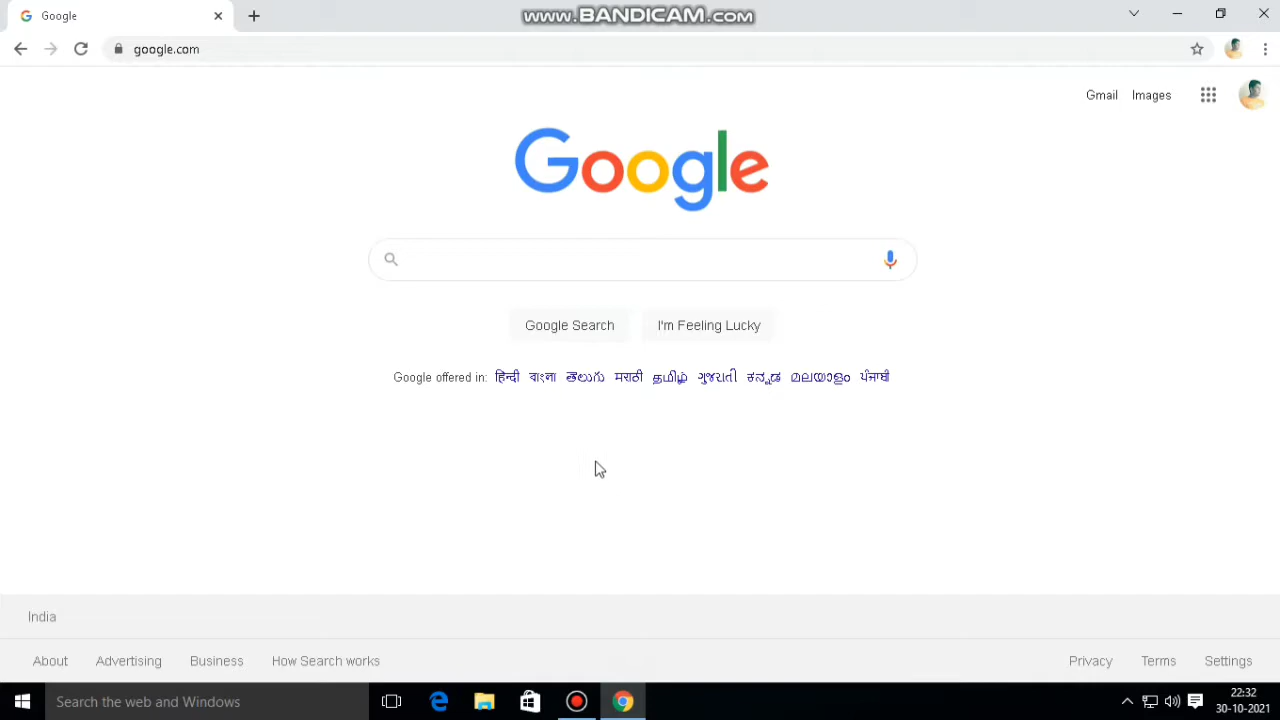 Google
www.BANDICAM.com
google.com
Gmail Images
Google
Google Search I'm Feeling Lucky
Google offered in: हिन्दी বাংলা తెలుగు मराठी தமிழ் ગુજરાતી ಕನ್ನಡ മലയാളം ਪੰਜਾਬੀ
India
About Advertising Business How Search works Privacy Terms Settings
Search the web and Windows
22:32
30-10-2021